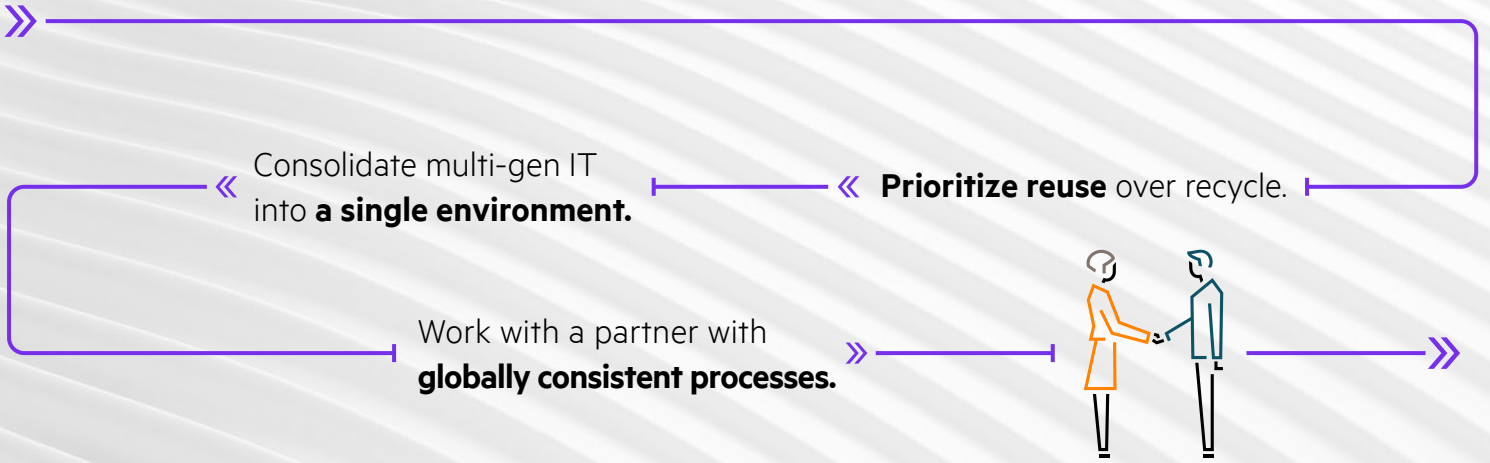 Prioritize reuse over recycle.
Consolidate multi-gen IT
into a single environment.
Work with a partner with
globally consistent processes.